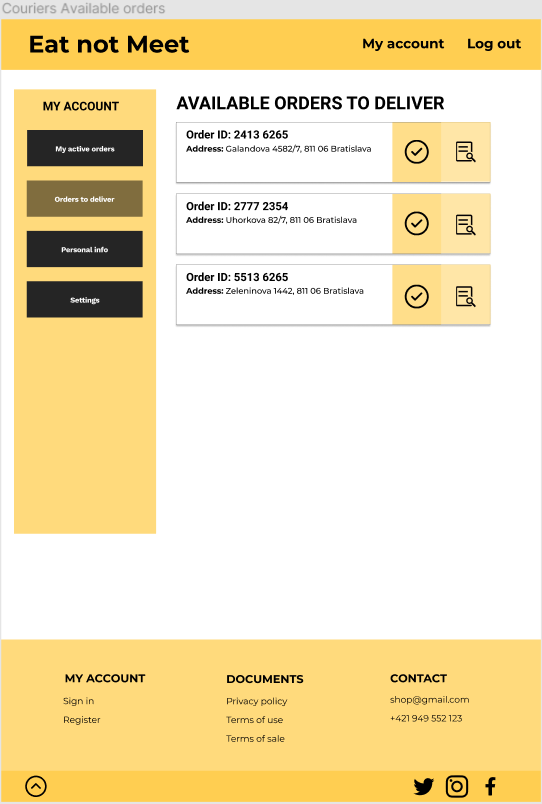 Couriers Available orders
Eat not Meet
My account
Log out
MY ACCOUNT
My active orders
Orders to deliver
Personal info
Settings
AVAILABLE ORDERS TO DELIVER
Order ID: 2413 6265
Address: Galandova 4582/7, 811 06 Bratislava
Order ID: 2777 2354
Address: Uhorkova 82/7, 811 06 Bratislava
Order ID: 5513 6265
Address: Zeleninova 1442, 811 06 Bratislava
MY ACCOUNT
Sign in
Register
DOCUMENTS
Privacy policy
Terms of use
Terms of sale
CONTACT
shop@gmail.com
+421 949 552 123